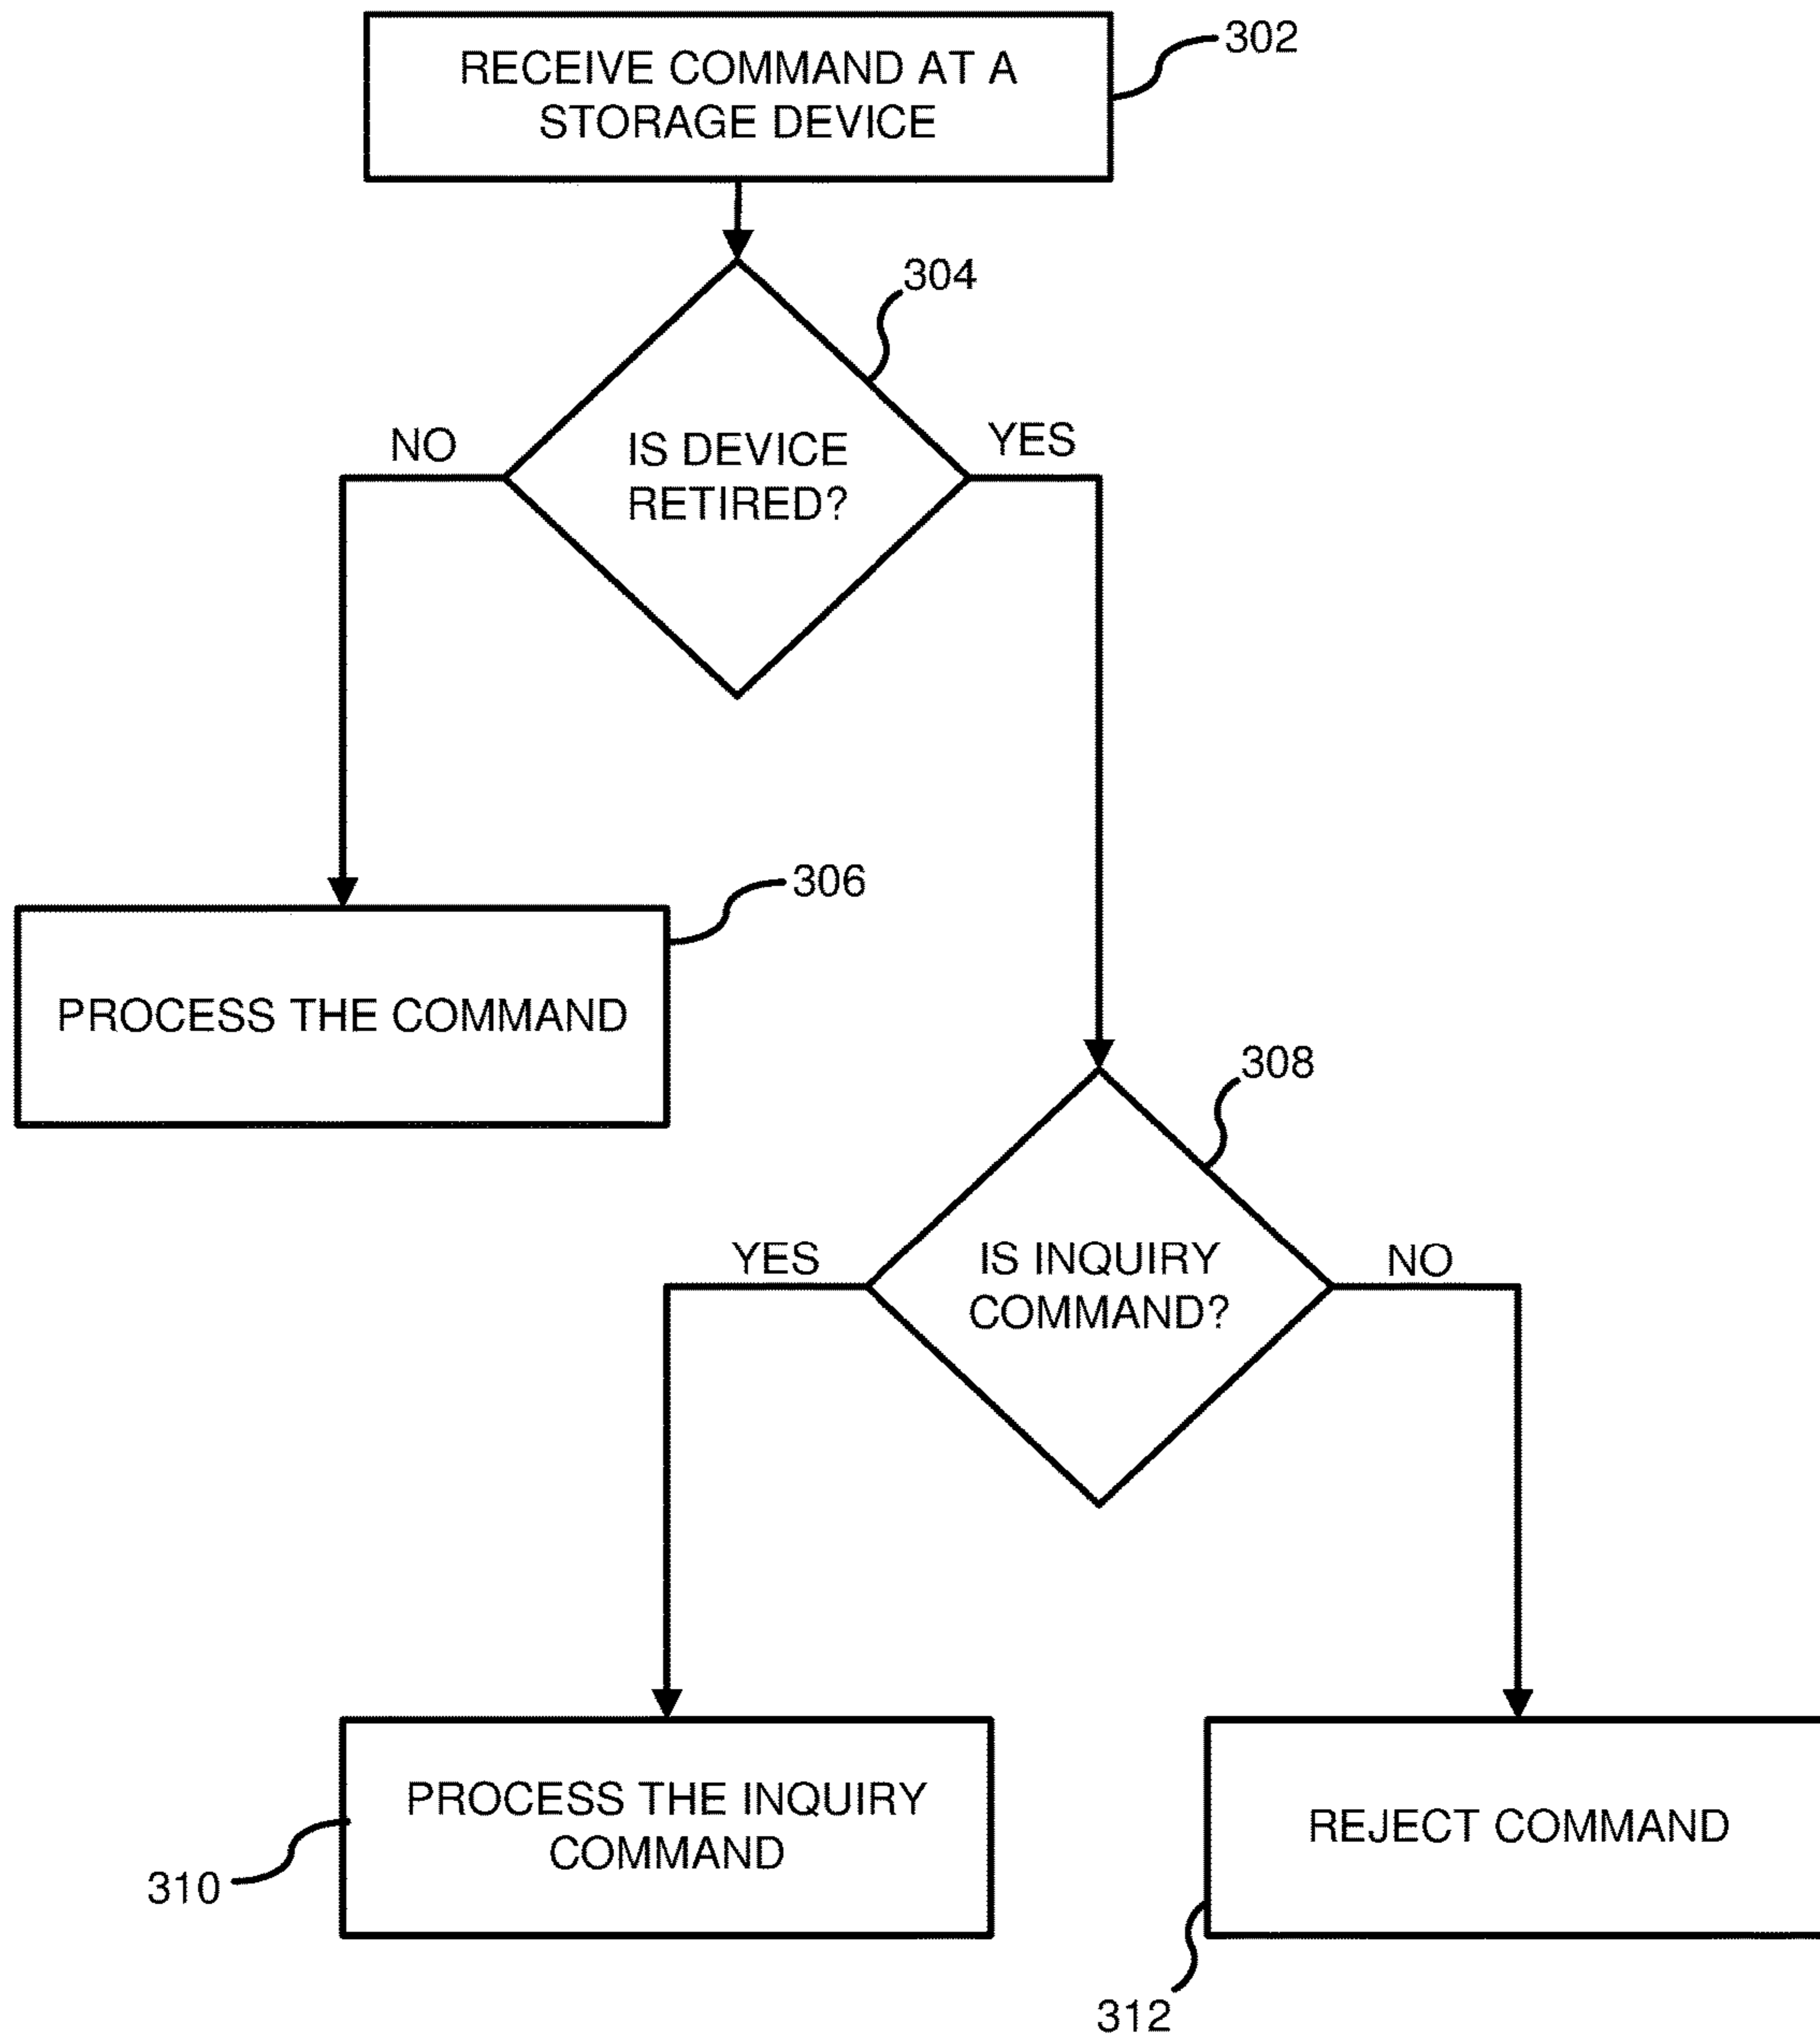 RECEIVE COMMAND AT A
STORAGE DEVICE
302
304
NO
YES
IS DEVICE
RETIRED?
306
PROCESS THE COMMAND
308
YES
NO
IS INQUIRY
COMMAND?
PROCESS THE INQUIRY
COMMAND
310
REJECT COMMAND
312